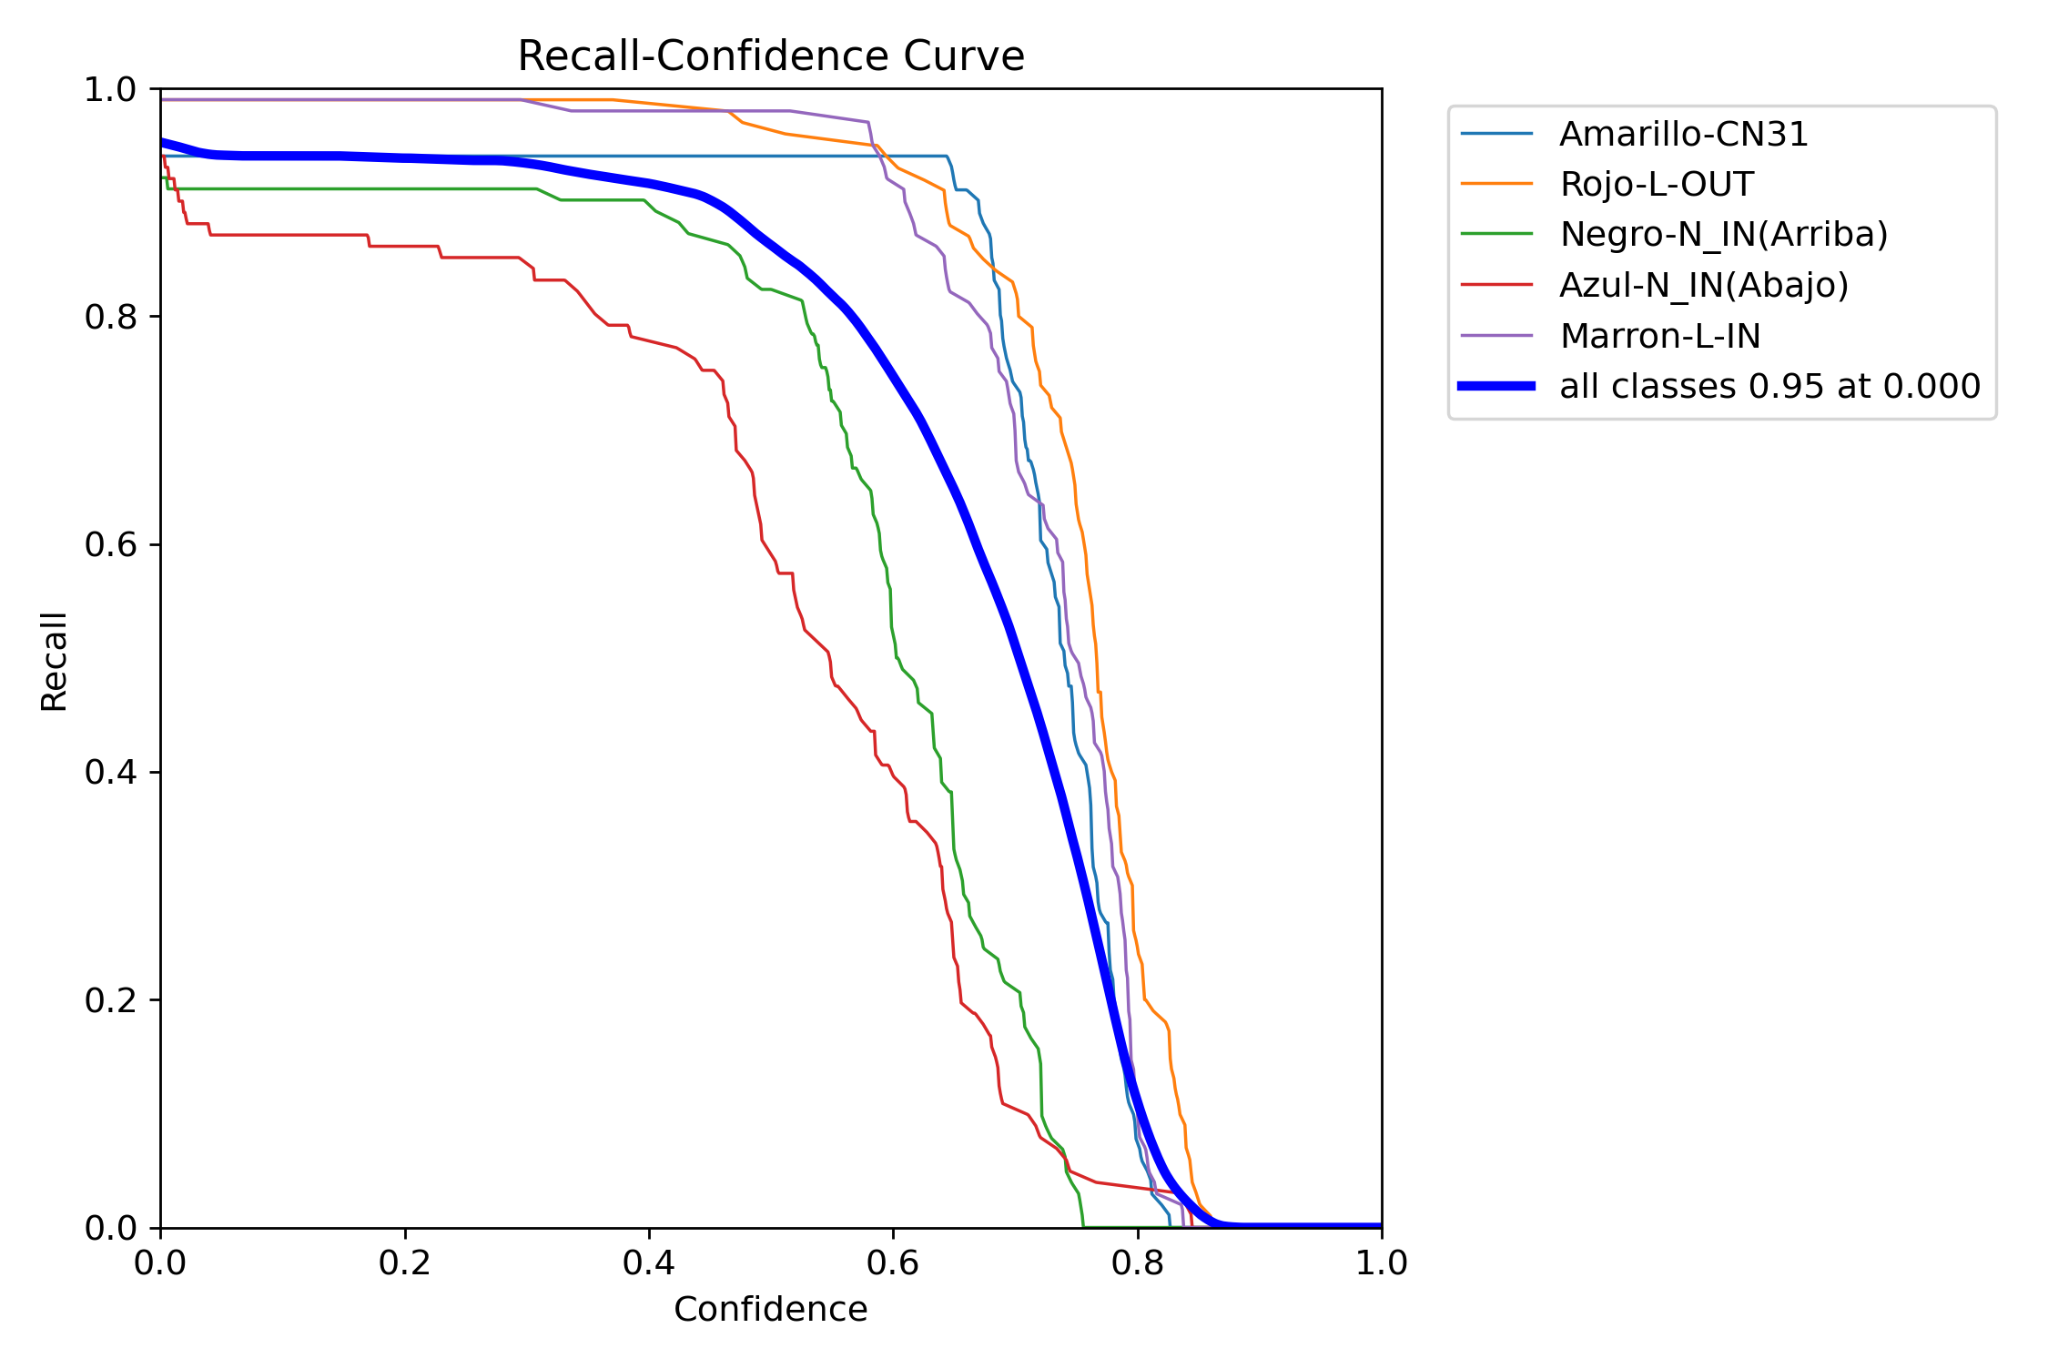 Recall-Confidence Curve
1.0
0.8
0.6
0.4
0.2
0.0
Recall
0.0 0.2 0.4 0.6 0.8 1.0
Confidence
Amarillo-CN31
Rojo-L-OUT
Negro-N_IN(Arriba)
Azul-N_IN(Abajo)
Marron-L-IN
all classes 0.95 at 0.000